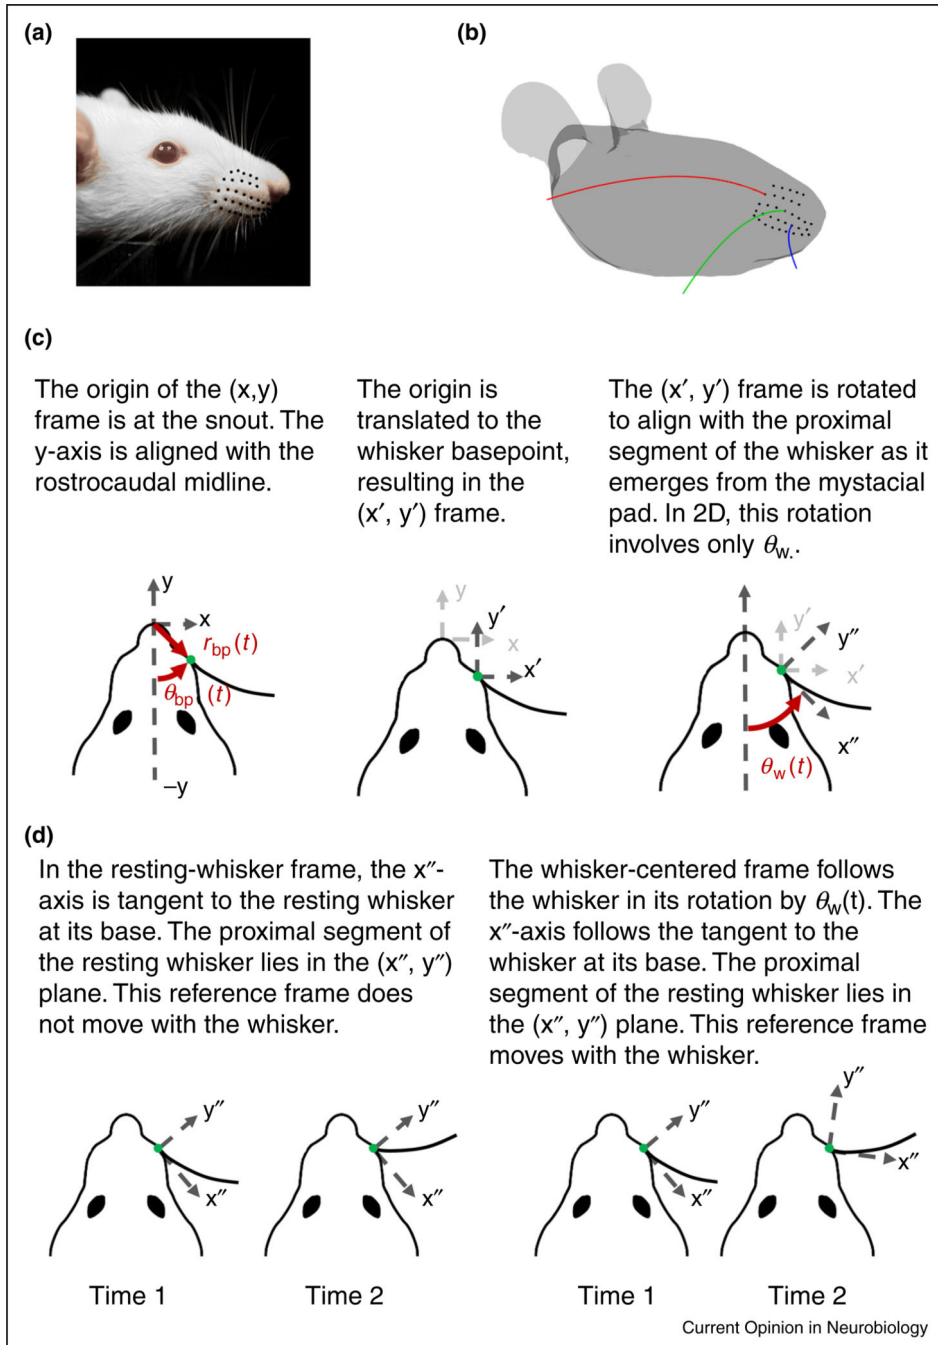 (a)
(b)
(c)
The origin of the (x,y)
frame is at the snout. The
y-axis is aligned with the
rostrocaudal midline.
The origin is
translated to the
whisker basepoint,
resulting in the
(x′, y′) frame.
The (x′, y′) frame is rotated
to align with the proximal
segment of the whisker as it
emerges from the mystacial
pad. In 2D, this rotation
involves only θw..
y
x
rbp(t)
θbp (t)
–y
y
y′
x
x′
y′
y″
x′
x″
θw(t)
(d)
In the resting-whisker frame, the x″-
axis is tangent to the resting whisker
at its base. The proximal segment of
the resting whisker lies in the (x″, y″)
plane. This reference frame does
not move with the whisker.
The whisker-centered frame follows
the whisker in its rotation by θw(t). The
x″-axis follows the tangent to the
whisker at its base. The proximal
segment of the resting whisker lies in
the (x″, y″) plane. This reference frame
moves with the whisker.
y″
x″
Time 1
y″
x″
Time 2
y″
x″
Time 1
y″
x″
Time 2
Current Opinion in Neurobiology